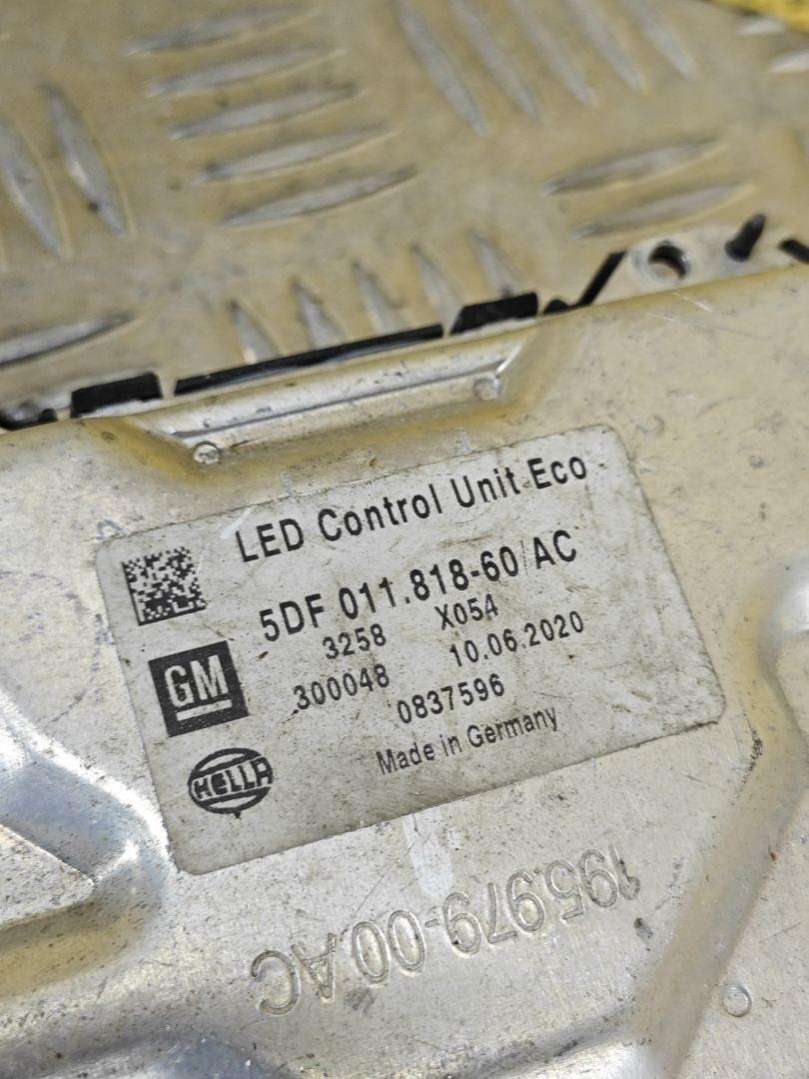 LED Control Unit Eco
5DF 011.818-60/AC
3258 X054
300048 10.06.2020
0837596
Made in Germany
GM
HELLA
195.979-00.AC